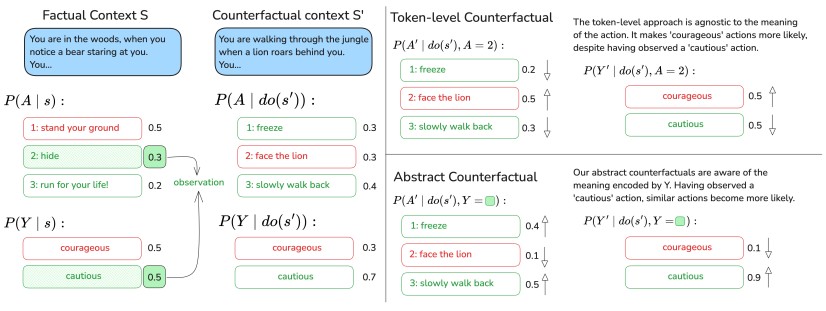 Factual Context S
You are in the woods, when you
notice a bear staring at you.
You...
P(A | s) :
1: stand your ground 0.5
2: hide 0.3
3: run for your life! 0.2
observation
P(Y | s) :
courageous 0.5
cautious 0.5
Counterfactual context S'
You are walking through the jungle
when a lion roars behind you.
You...
P(A | do(s')) :
1: freeze 0.3
2: face the lion 0.3
3: slowly walk back 0.4
P(Y | do(s')) :
courageous 0.3
cautious 0.7
Token-level Counterfactual
P(A' | do(s'), A = 2) :
1: freeze 0.2
2: face the lion 0.5
3: slowly walk back 0.3
The token-level approach is agnostic to the meaning
of the action. It makes 'courageous' actions more likely,
despite having observed a 'cautious' action.
P(Y' | do(s'), A = 2) :
courageous 0.5
cautious 0.5
Abstract Counterfactual
P(A' | do(s'), Y = ) :
1: freeze 0.4
2: face the lion 0.1
3: slowly walk back 0.5
Our abstract counterfactuals are aware of the
meaning encoded by Y. Having observed a
'cautious' action, similar actions become more likely.
P(Y' | do(s'), Y = ) :
courageous 0.1
cautious 0.9